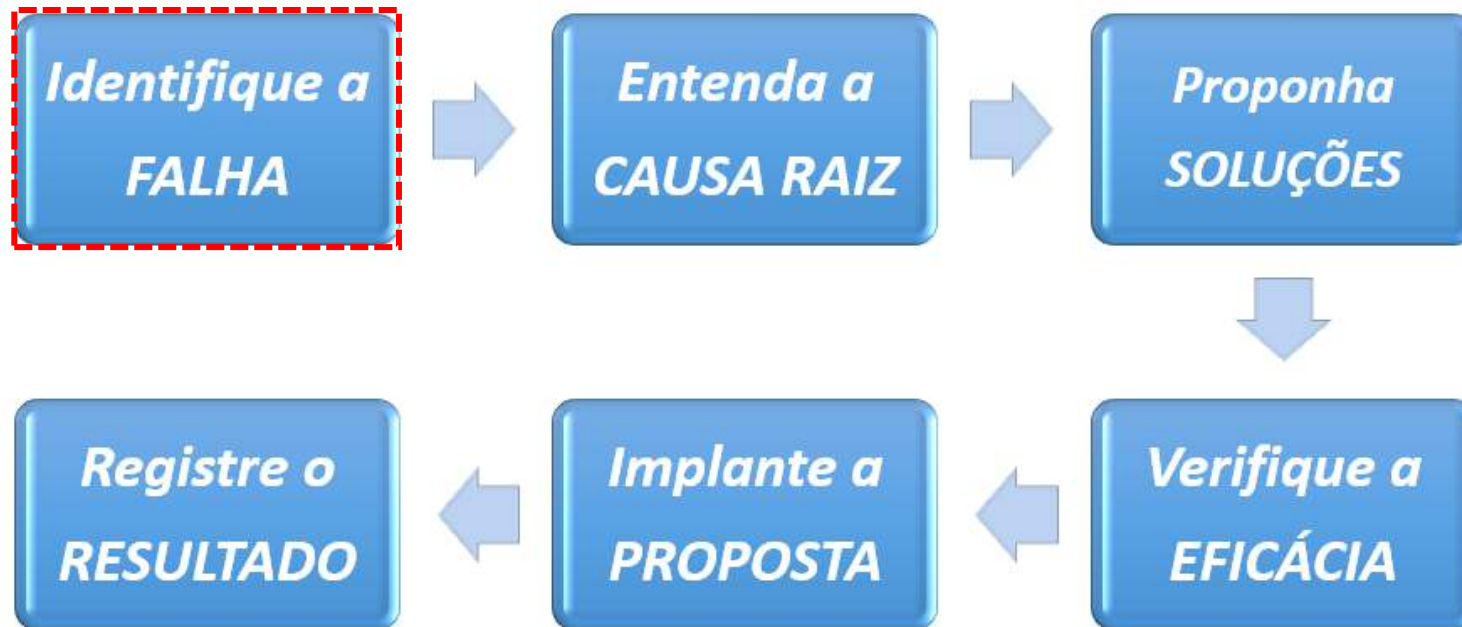 Identifique a
FALHA
Entenda a
CAUSA RAIZ
Proponha
SOLUÇÕES
Verifique a
EFICÁCIA
Implante a
PROPOSTA
Registre o
RESULTADO